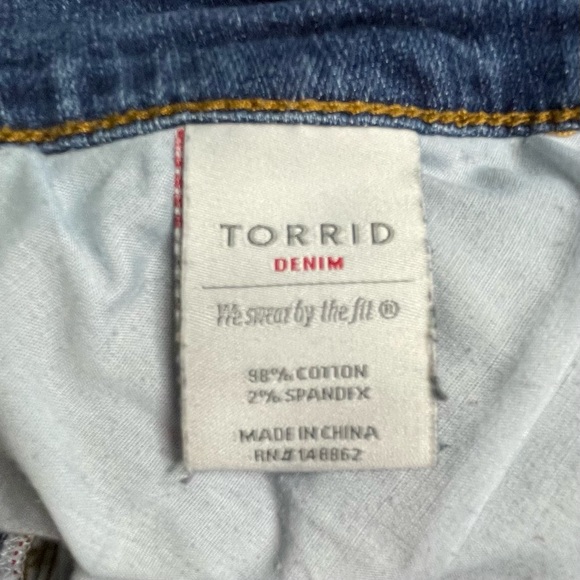 TORRID
DENIM
We swear by the fit ®
98% COTTON
2% SPANDEX
MADE IN CHINA
RN# 148862